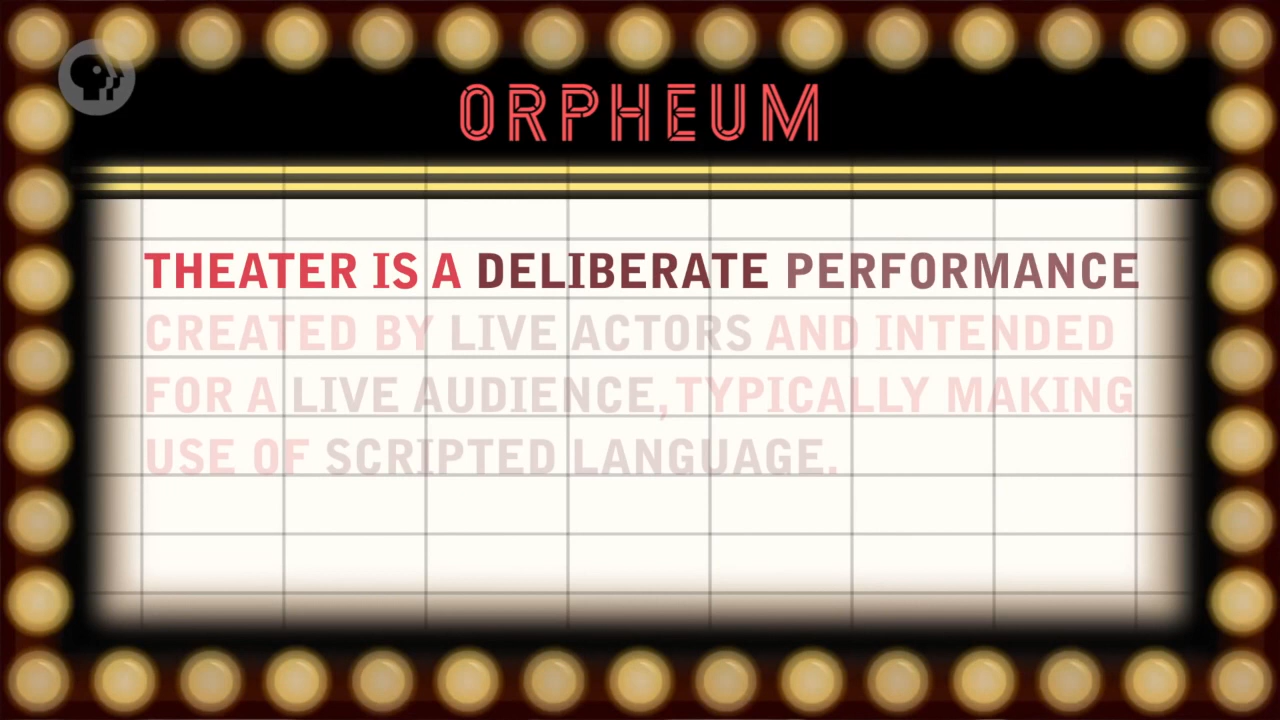 ORPHEUM
THEATER IS A DELIBERATE PERFORMANCE
CREATED BY LIVE ACTORS AND INTENDED
FOR A LIVE AUDIENCE, TYPICALLY MAKING
USE OF SCRIPTED LANGUAGE.